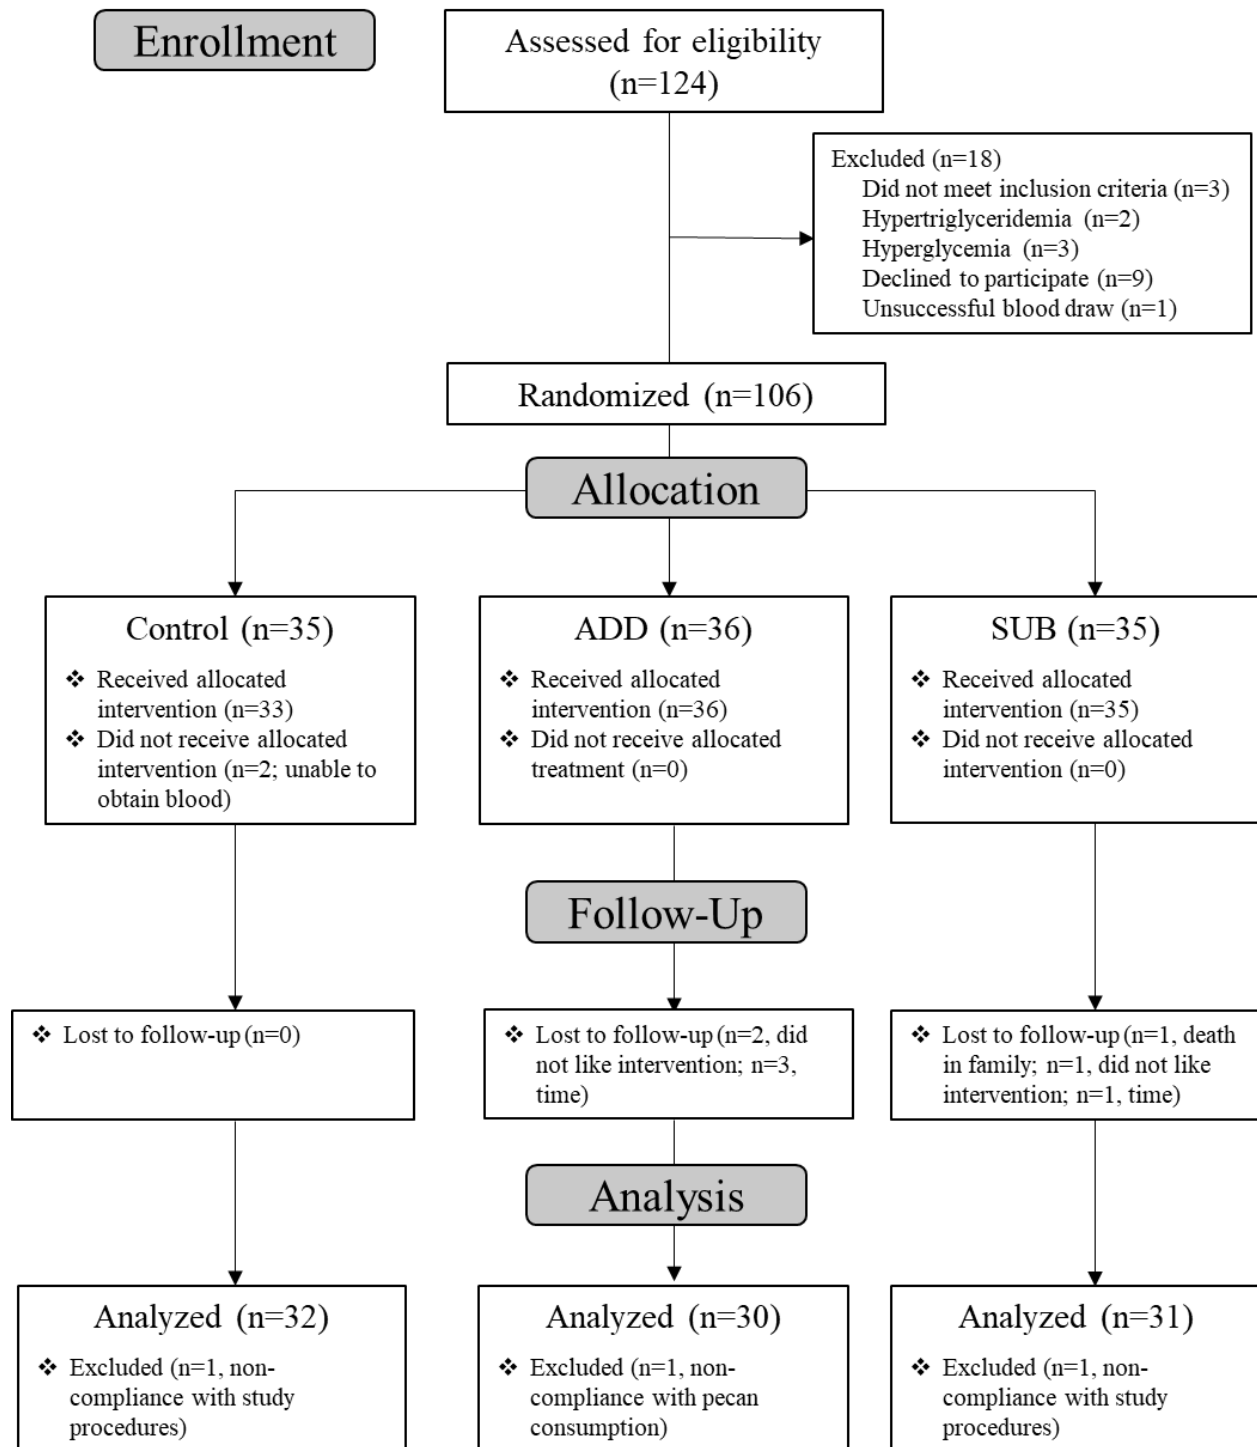 Enrollment
Assessed for eligibility
(n=124)
Excluded (n=18)
Did not meet inclusion criteria (n=3)
Hypertriglyceridemia (n=2)
Hyperglycemia (n=3)
Declined to participate (n=9)
Unsuccessful blood draw (n=1)
Randomized (n=106)
Allocation
Control (n=35)
❖ Received allocated
intervention (n=33)
❖ Did not receive allocated
intervention (n=2; unable to
obtain blood)
ADD (n=36)
❖ Received allocated
intervention (n=36)
❖ Did not receive allocated
treatment (n=0)
SUB (n=35)
❖ Received allocated
intervention (n=35)
❖ Did not receive allocated
intervention (n=0)
Follow-Up
❖ Lost to follow-up (n=0)
❖ Lost to follow-up (n=2, did
not like intervention; n=3,
time)
❖ Lost to follow-up (n=1, death
in family; n=1, did not like
intervention; n=1, time)
Analysis
Analyzed (n=32)
❖ Excluded (n=1, non-
compliance with study
procedures)
Analyzed (n=30)
❖ Excluded (n=1, non-
compliance with pecan
consumption)
Analyzed (n=31)
❖ Excluded (n=1, non-
compliance with study
procedures)